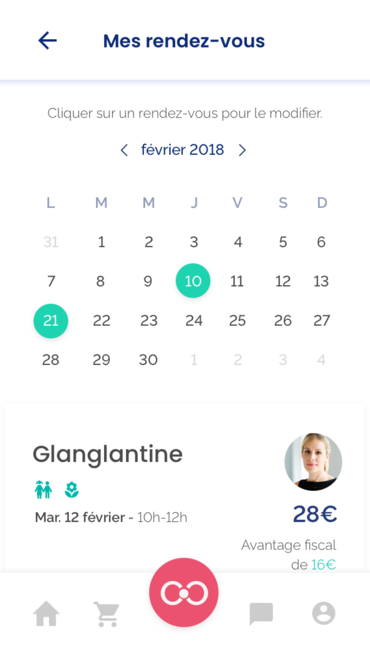 Mes rendez-vous
Cliquer sur un rendez-vous pour le modifier.
février 2018
L M M J V S D
31 1 2 3 4 5 6
7 8 9 10 11 12 13
21 22 23 24 25 26 27
28 29 30 1 2 3 4
Glanglantine
Mar. 12 février - 10h-12h
28€
Avantage fiscal
de 16€